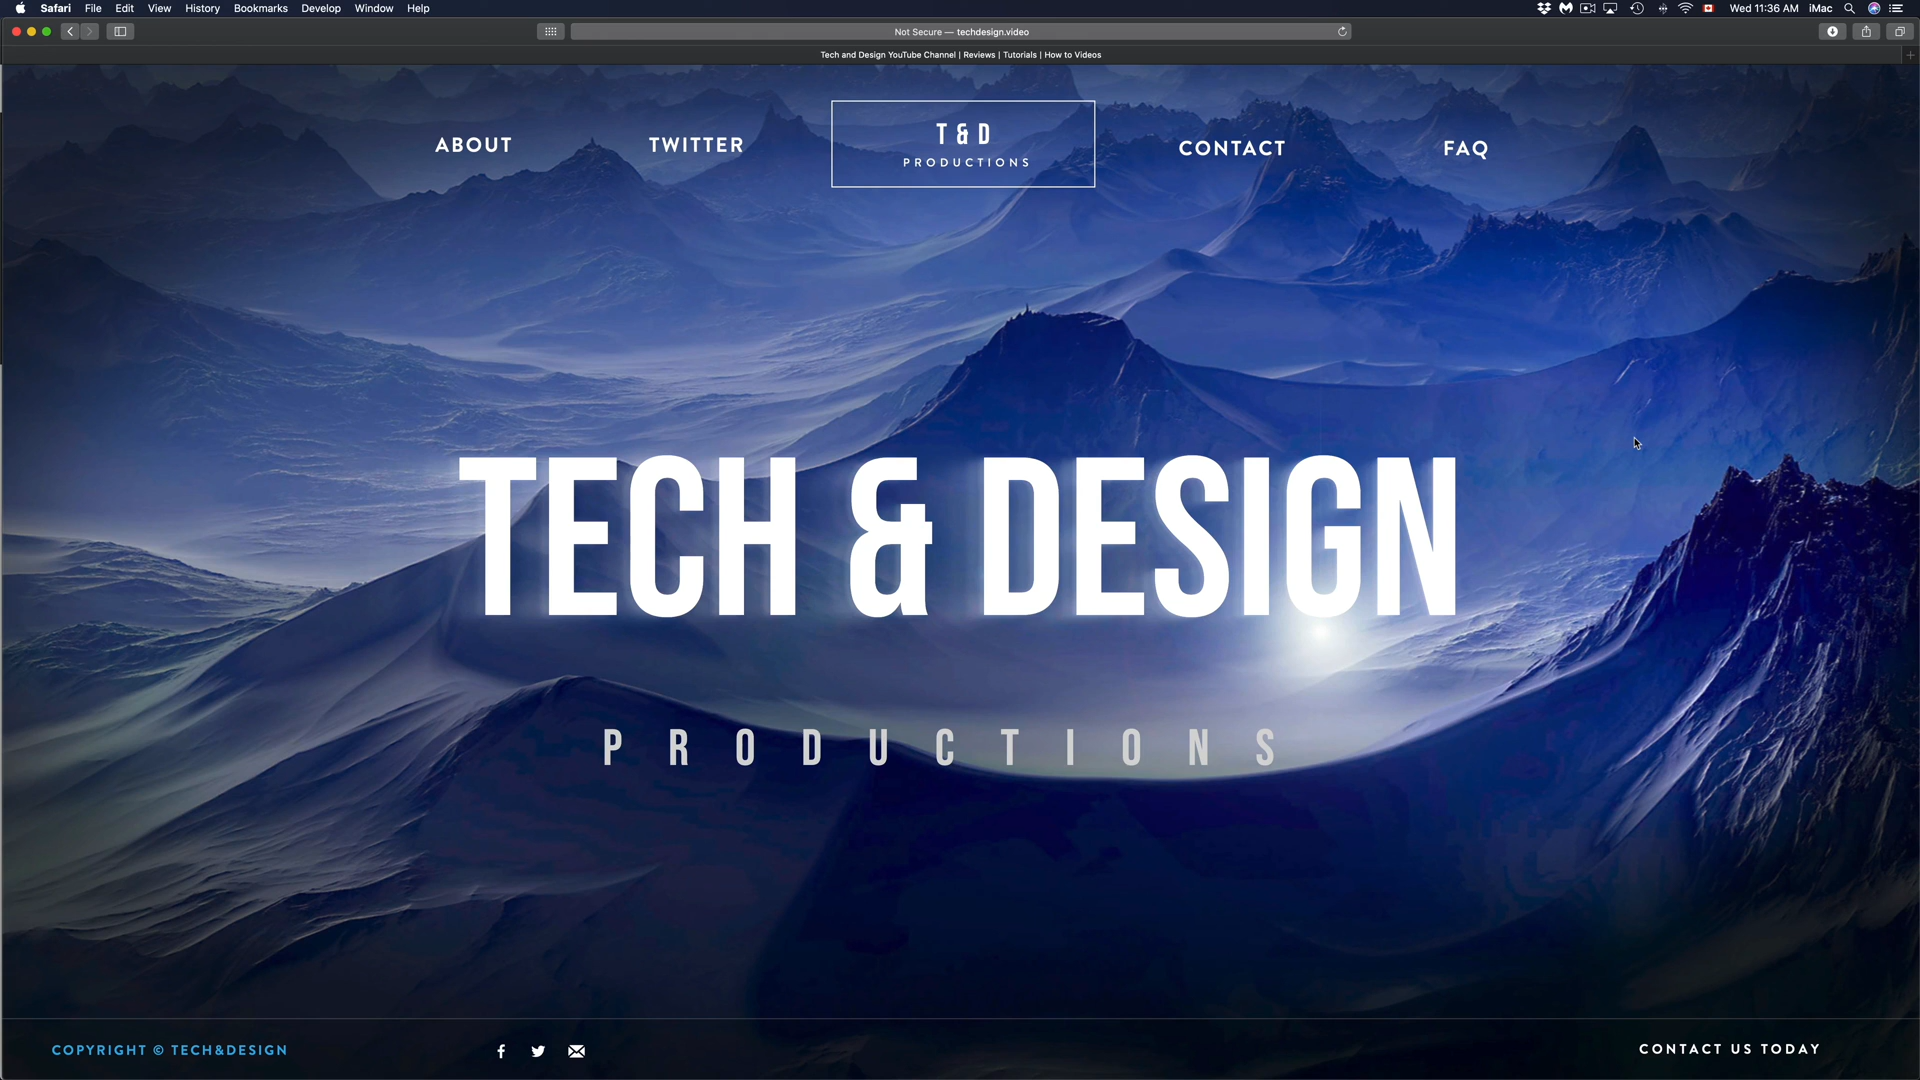 Safari File Edit View History Bookmarks Develop Window Help Wed 11:36 AM iMac
Not Secure — techdesign.video
Tech and Design YouTube Channel | Reviews | Tutorials | How to Videos
ABOUT TWITTER T & D CONTACT FAQ
PRODUCTIONS
TECH & DESIGN
PRODUCTIONS
COPYRIGHT © TECH&DESIGN CONTACT US TODAY